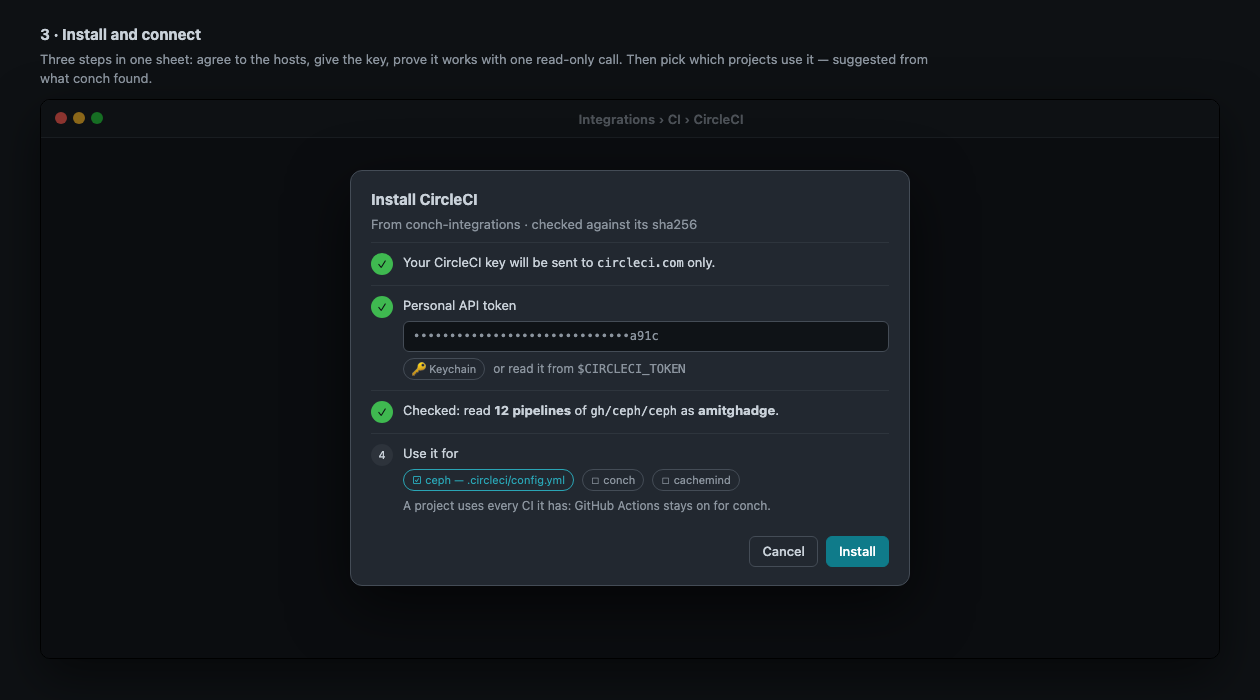 3 · Install and connect
Three steps in one sheet: agree to the hosts, give the key, prove it works with one read-only call. Then pick which projects use it — suggested from
what conch found.
Integrations › CI › CircleCI
Install CircleCI
From conch-integrations · checked against its sha256
✓ Your CircleCI key will be sent to circleci.com only.
✓ Personal API token
••••••••••••••••••••••••••••••a91c
🔑 Keychain or read it from $CIRCLECI_TOKEN
✓ Checked: read 12 pipelines of gh/ceph/ceph as amitghadge.
4 Use it for
☑ ceph — .circleci/config.yml ☐ conch ☐ cachemind
A project uses every CI it has: GitHub Actions stays on for conch.
Cancel Install